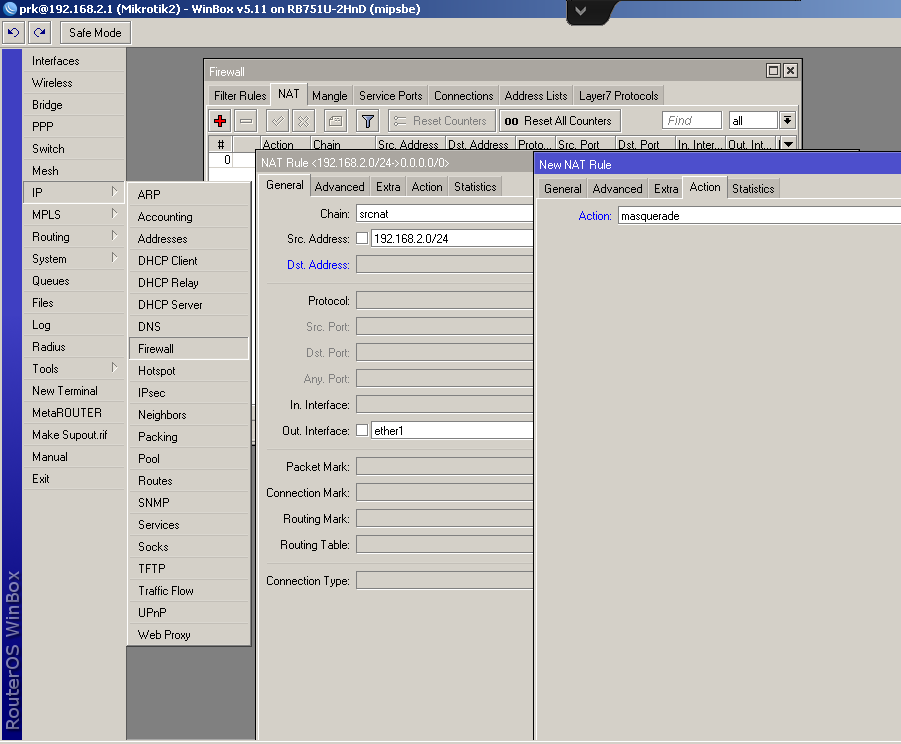 prk@192.168.2.1 (Mikrotik2) - WinBox v5.11 on RB751U-2HnD (mipsbe)
Safe Mode
RouterOS WinBox
Interfaces
Wireless
Bridge
PPP
Switch
Mesh
IP
MPLS
Routing
System
Queues
Files
Log
Radius
Tools
New Terminal
MetaROUTER
Make Supout.rif
Manual
Exit
ARP
Accounting
Addresses
DHCP Client
DHCP Relay
DHCP Server
DNS
Firewall
Hotspot
IPsec
Neighbors
Packing
Pool
Routes
SNMP
Services
Socks
TFTP
Traffic Flow
UPnP
Web Proxy
Firewall
Filter Rules NAT Mangle Service Ports Connections Address Lists Layer7 Protocols
Reset Counters 00 Reset All Counters Find all
# Action Chain Src. Address Dst. Address Proto... Src. Port Dst. Port In. Inter... Out. Int...
0
NAT Rule <192.168.2.0/24->0.0.0.0/0>
General Advanced Extra Action Statistics
Chain: srcnat
Src. Address: 192.168.2.0/24
Dst. Address:
Protocol:
Src. Port:
Dst. Port:
Any. Port:
In. Interface:
Out. Interface: ether1
Packet Mark:
Connection Mark:
Routing Mark:
Routing Table:
Connection Type:
New NAT Rule
General Advanced Extra Action Statistics
Action: masquerade